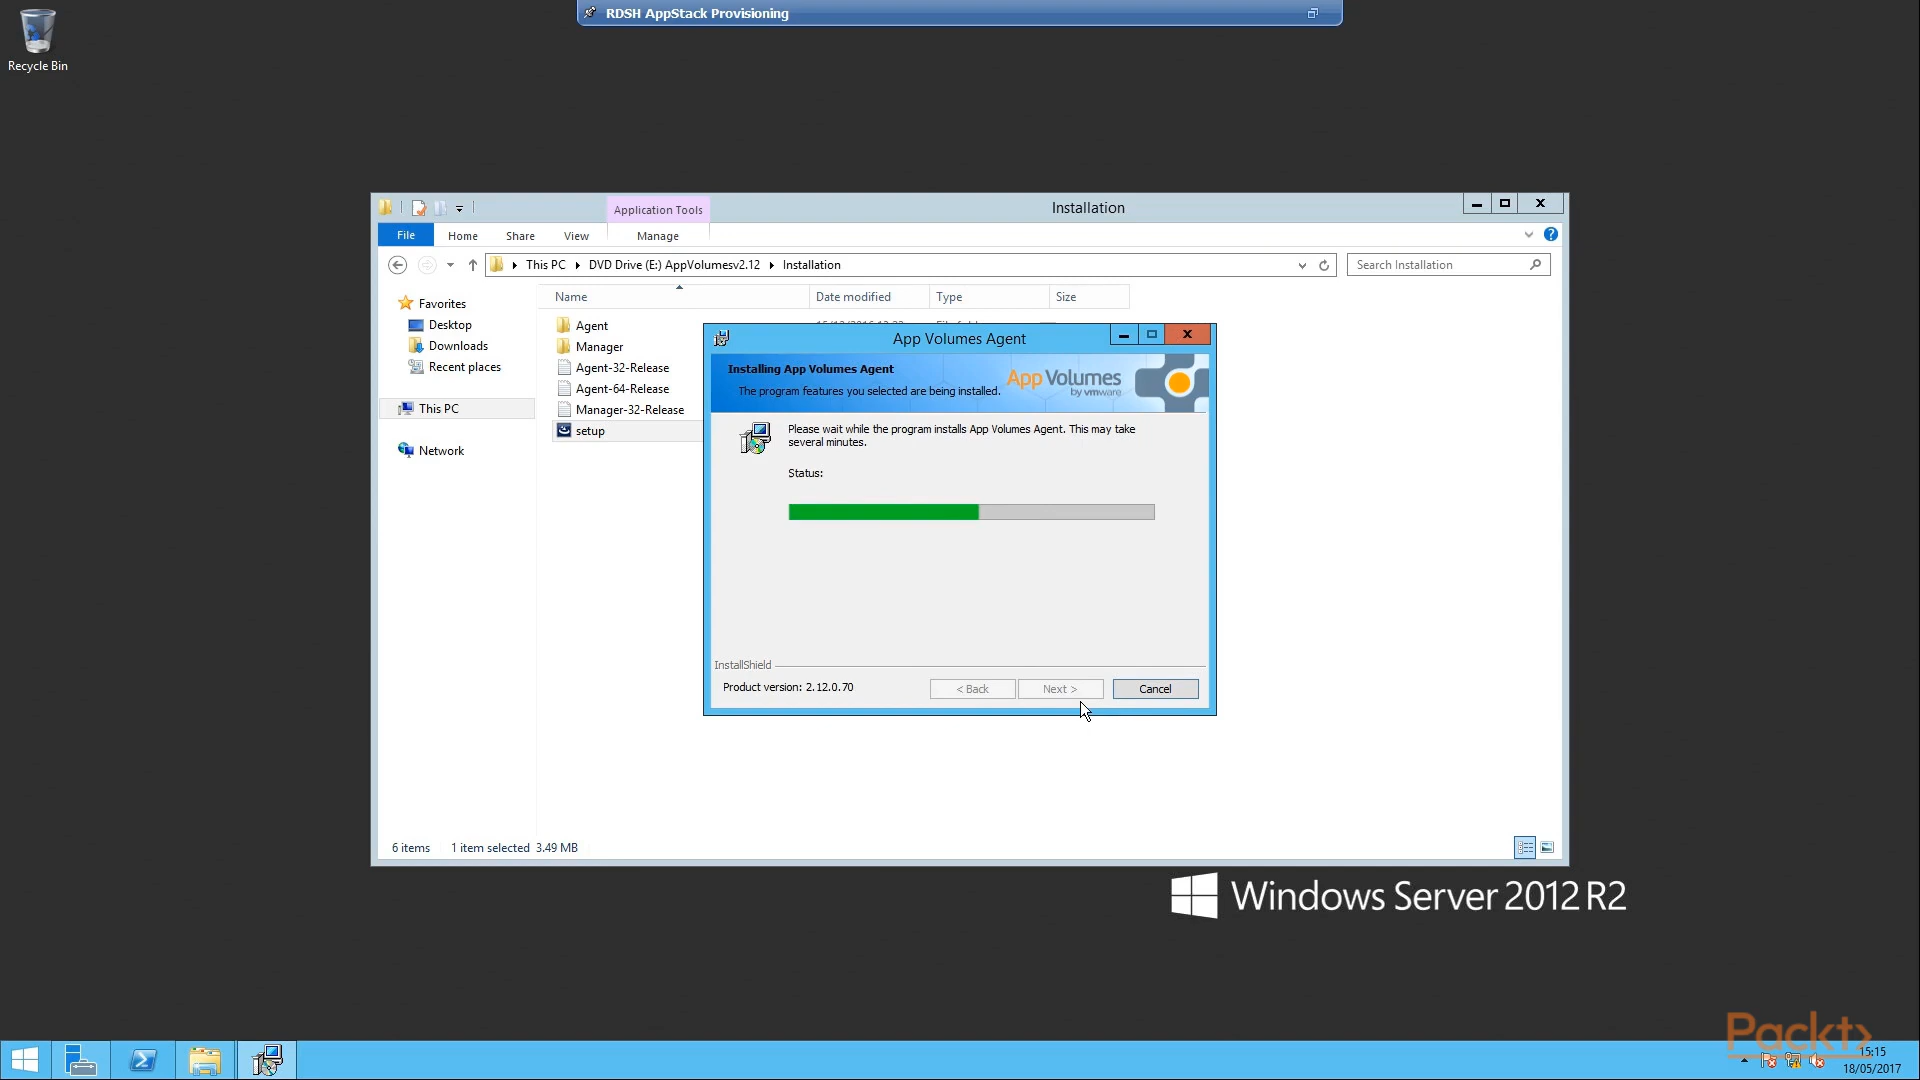 RDSH AppStack Provisioning
Recycle Bin
Application Tools
Installation
File
Home
Share
View
Manage
This PC
DVD Drive (E:) AppVolumesv2.12
Installation
Search Installation
Name
Date modified
Type
Size
Favorites
Desktop
Downloads
Recent places
This PC
Network
Agent
Manager
Agent-32-Release
Agent-64-Release
Manager-32-Release
setup
App Volumes Agent
Installing App Volumes Agent
The program features you selected are being installed.
App Volumes
by vmware
Please wait while the program installs App Volumes Agent. This may take
several minutes.
Status:
InstallShield
Product version: 2.12.0.70
< Back
Next >
Cancel
6 items
1 item selected 3.49 MB
Windows Server 2012 R2
Packt
15:15
18/05/2017